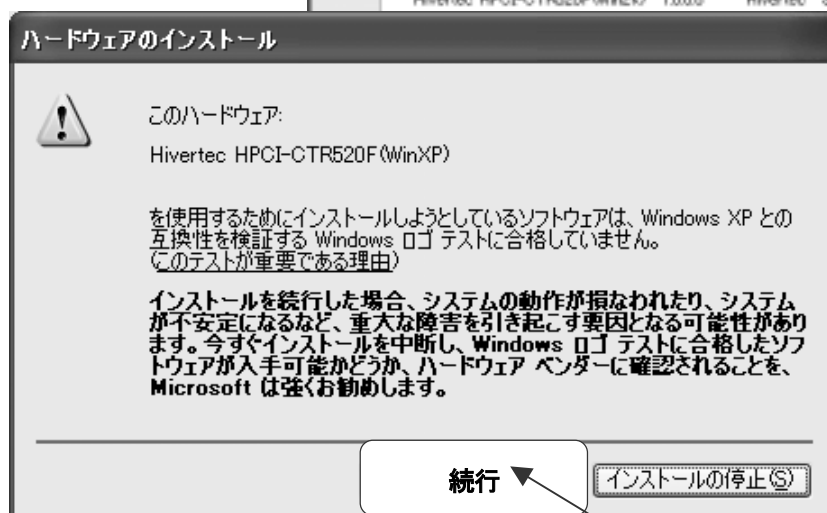 Hivertec HPCI-CTR520F(Win2K) 1.0.0.0 Hivertec
ハードウェアのインストール
このハードウェア:
Hivertec HPCI-CTR520F(WinXP)
を使用するためにインストールしようとしているソフトウェアは、Windows XP との
互換性を検証する Windows ロゴ テストに合格していません。
(このテストが重要である理由)
インストールを続行した場合、システムの動作が損なわれたり、システム
が不安定になるなど、重大な障害を引き起こす要因となる可能性があり
ます。今すぐインストールを中断し、Windows ロゴ テストに合格したソフ
トウェアが入手可能かどうか、ハードウェア ベンダーに確認されることを、
Microsoft は強くお勧めします。
続行
インストールの停止(S)